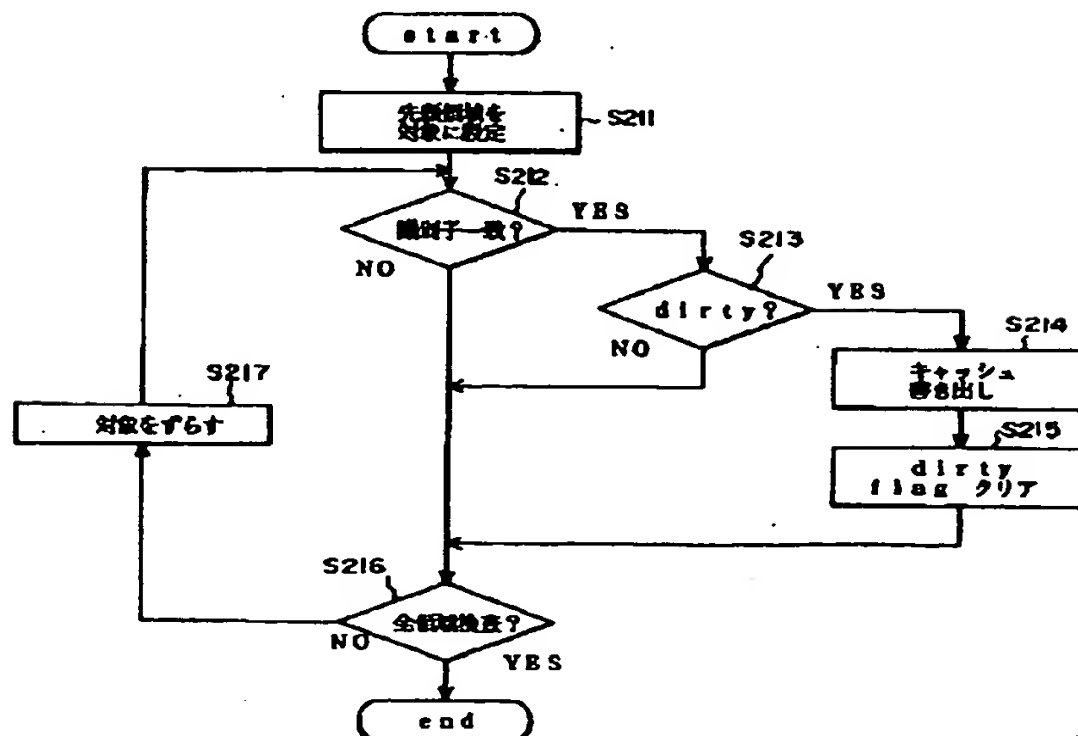 start
先頭領域を
対象に設定
S211
S212
識別子一致?
YES
NO
S213
dirty?
YES
NO
S214
キャッシュ
書き出し
S215
dirty
flag クリア
S217
対象をずらす
S216
全領域検査?
NO
YES
end